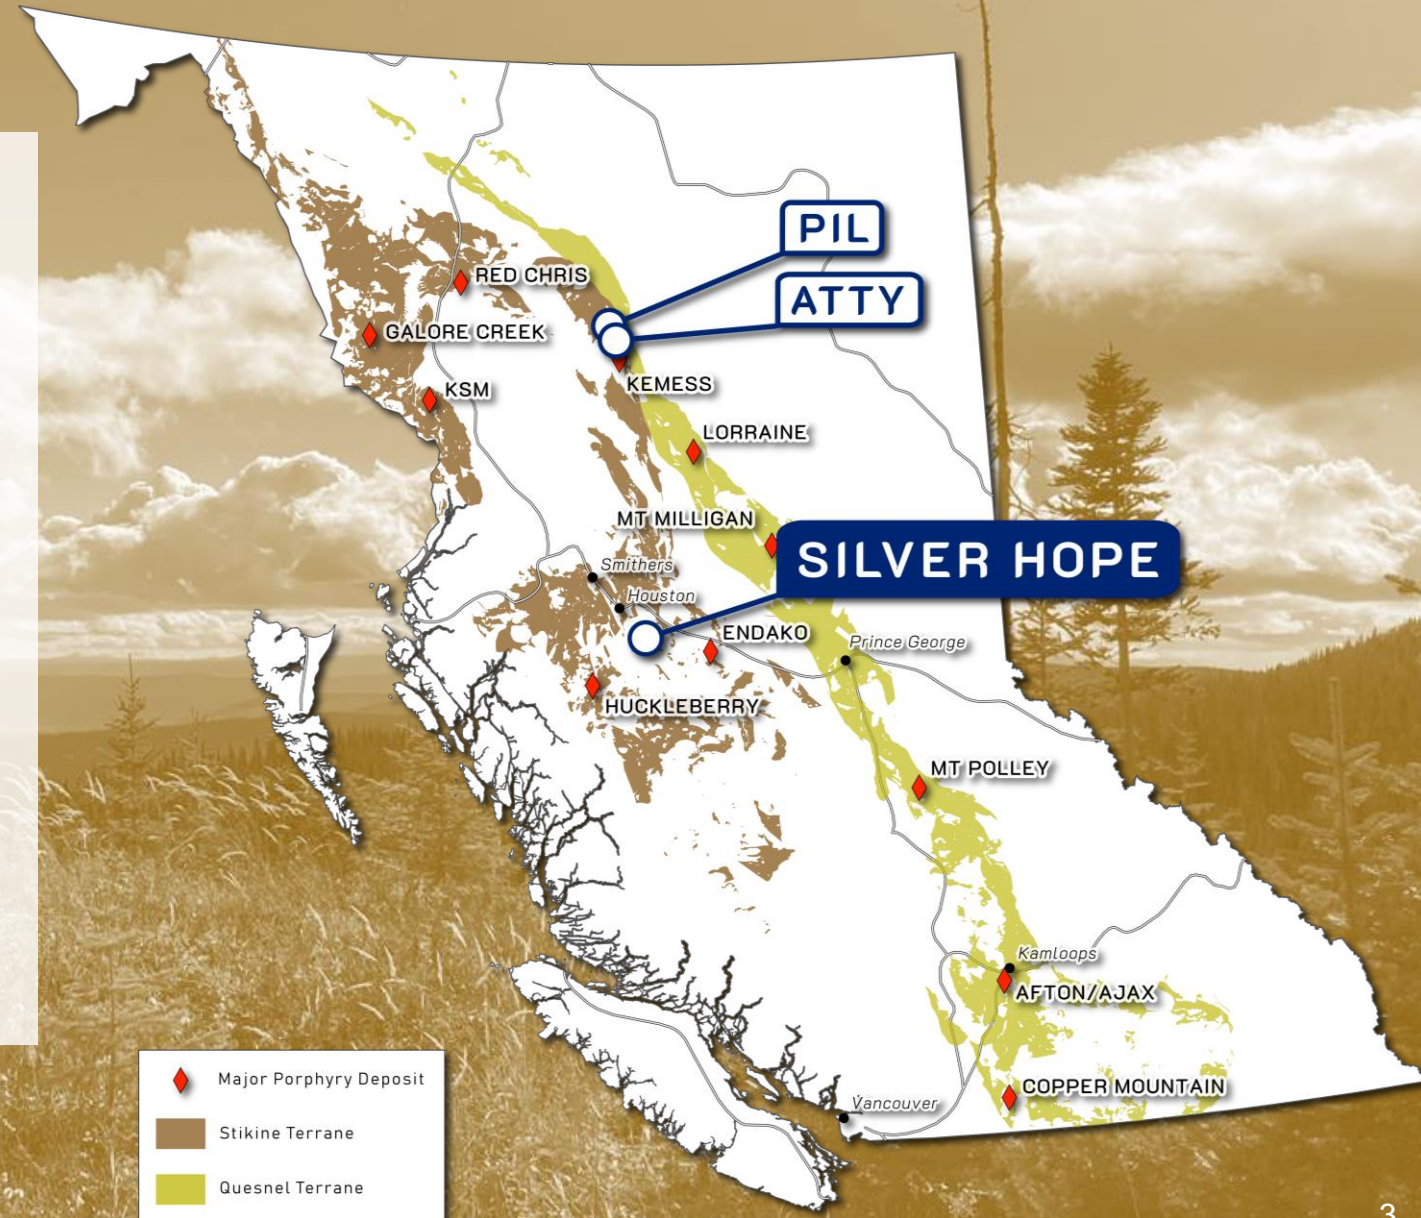 PIL
ATTY
RED CHRIS
GALORE CREEK
KSM
KEMESS
LORRAINE
MT MILLIGAN
SILVER HOPE
Smithers
Houston
ENDAKO
Prince George
HUCKLEBERRY
MT POLLEY
Kamloops
AFTON/AJAX
COPPER MOUNTAIN
Vancouver
Major Porphyry Deposit
Stikine Terrane
Quesnel Terrane
3